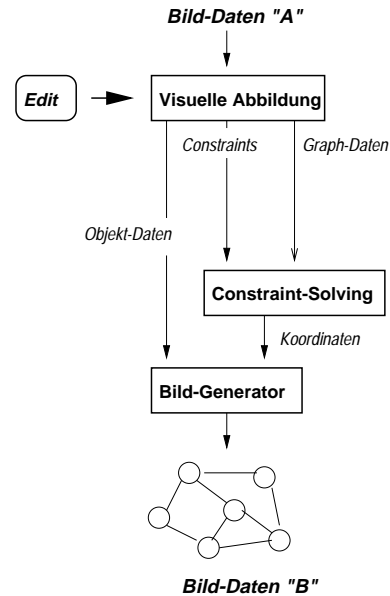 Bild-Daten "A"
Edit
Visuelle Abbildung
Constraints
Graph-Daten
Objekt-Daten
Constraint-Solving
Koordinaten
Bild-Generator
Bild-Daten "B"